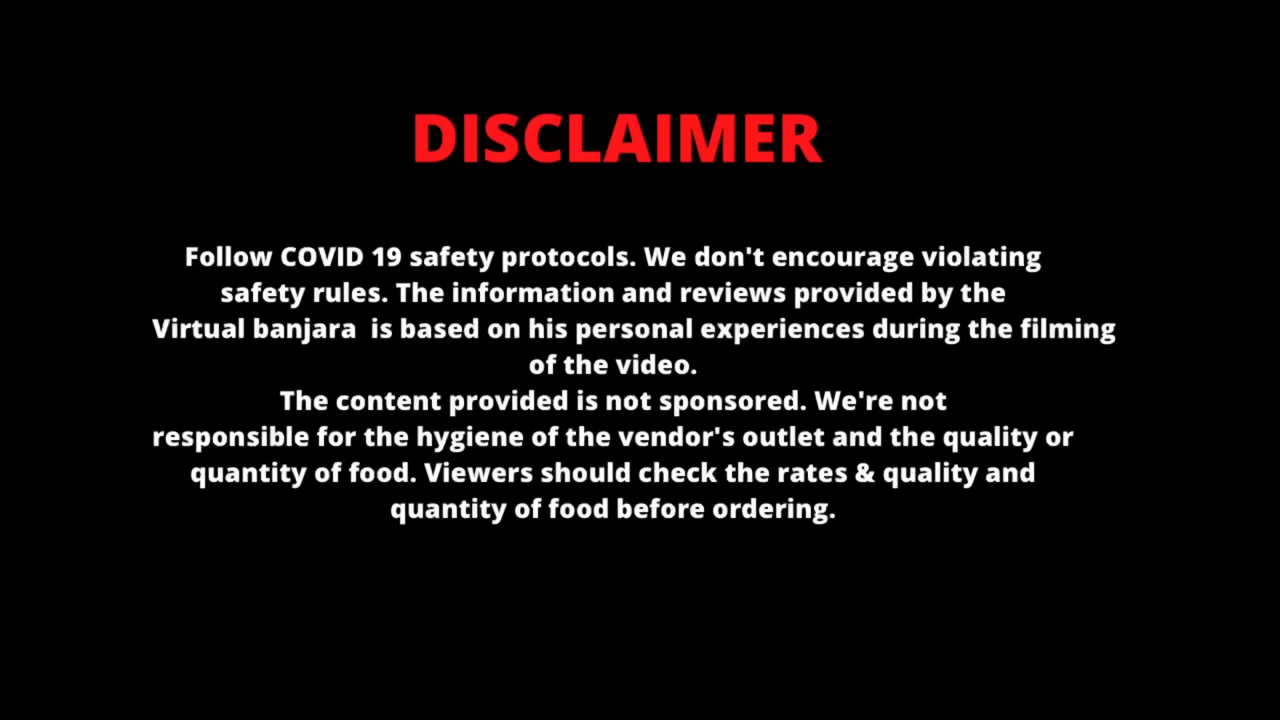 DISCLAIMER
Follow COVID 19 safety protocols. We don't encourage violating
safety rules. The information and reviews provided by the
Virtual banjara  is based on his personal experiences during the filming
of the video.
The content provided is not sponsored. We're not
responsible for the hygiene of the vendor's outlet and the quality or
quantity of food. Viewers should check the rates & quality and
quantity of food before ordering.